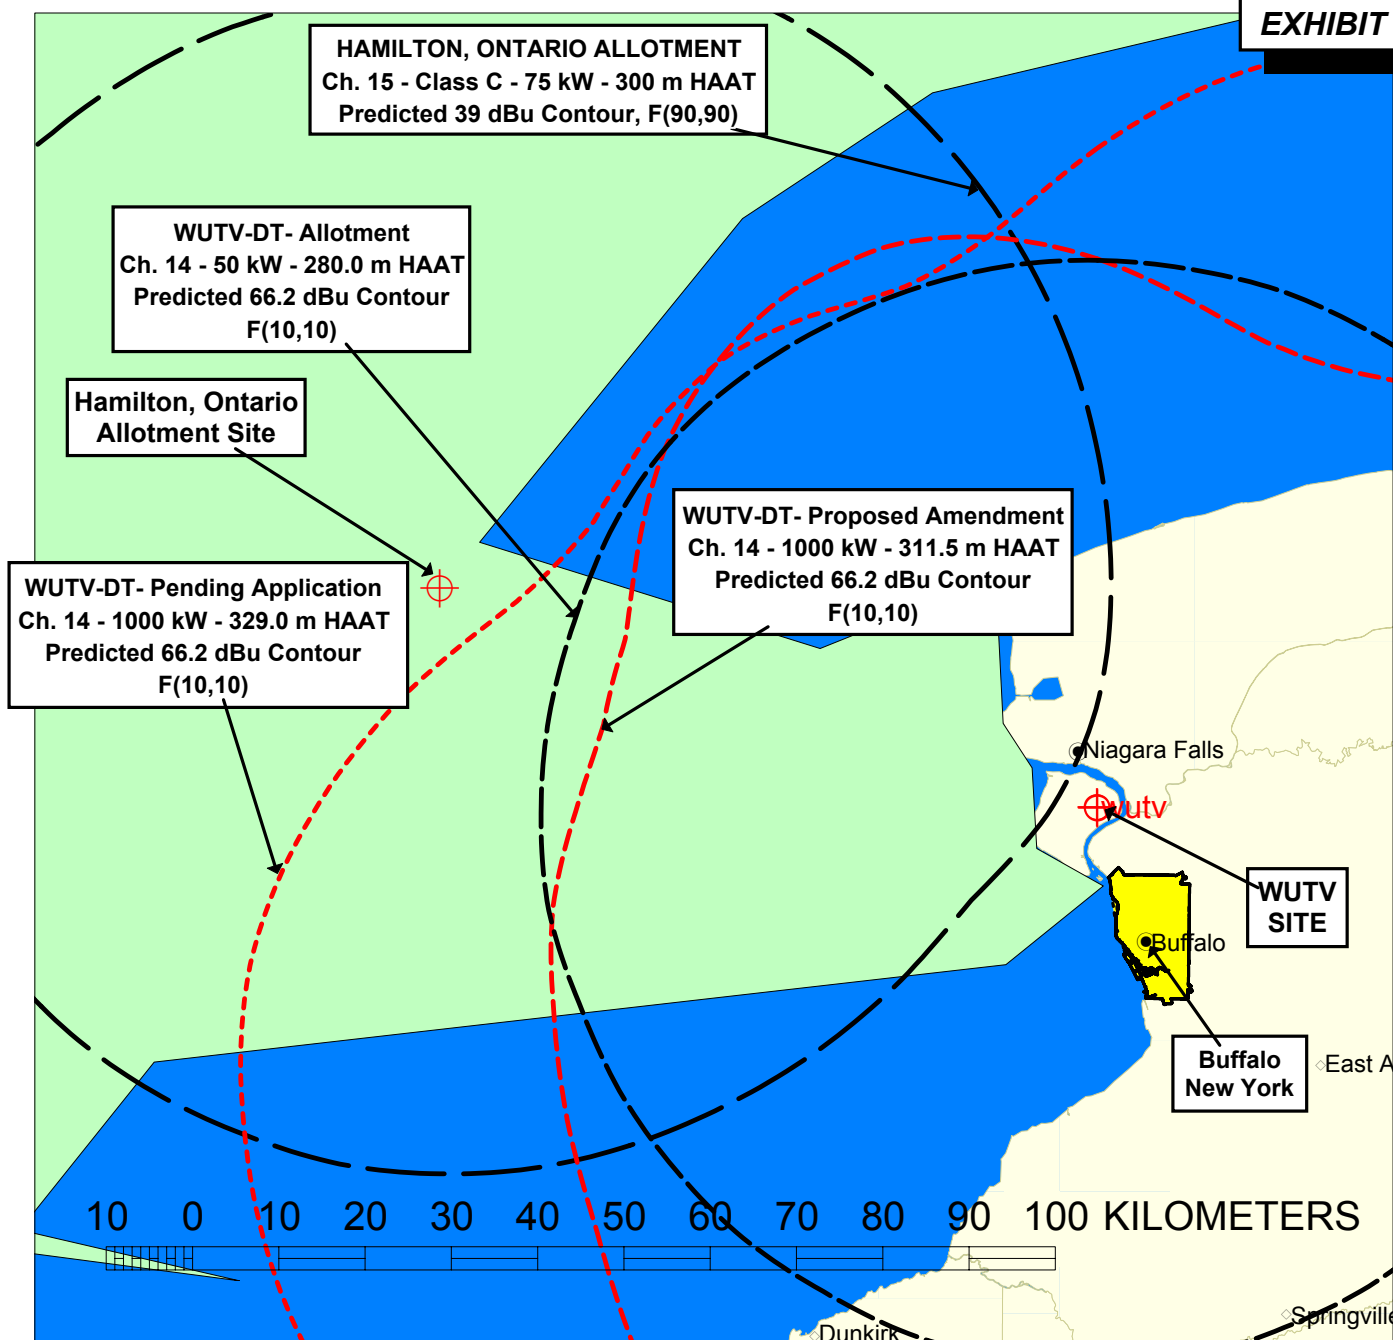 EXHIBIT
HAMILTON, ONTARIO ALLOTMENT
Ch. 15 - Class C - 75 kW - 300 m HAAT
Predicted 39 dBu Contour, F(90,90)
WUTV-DT- Allotment
Ch. 14 - 50 kW - 280.0 m HAAT
Predicted 66.2 dBu Contour
F(10,10)
Hamilton, Ontario
Allotment Site
WUTV-DT- Proposed Amendment
Ch. 14 - 1000 kW - 311.5 m HAAT
Predicted 66.2 dBu Contour
F(10,10)
WUTV-DT- Pending Application
Ch. 14 - 1000 kW - 329.0 m HAAT
Predicted 66.2 dBu Contour
F(10,10)
Niagara Falls
wutv
WUTV
SITE
Buffalo
Buffalo
New York
East A
10 0 10 20 30 40 50 60 70 80 90 100 KILOMETERS
Springville
Dunkirk